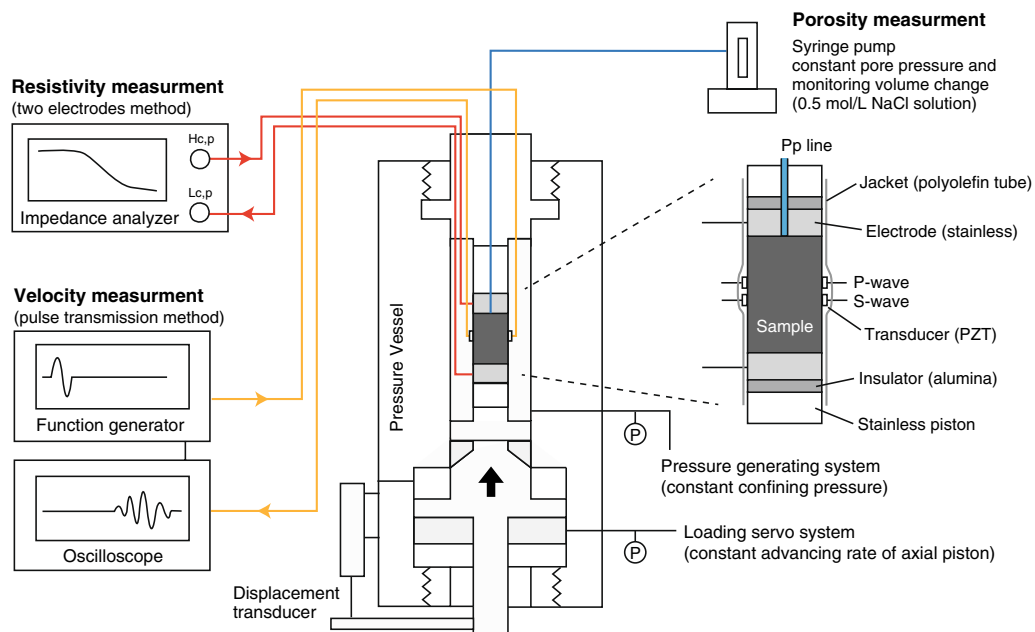 Porosity measurment
Syringe pump
constant pore pressure and
monitoring volume change
(0.5 mol/L NaCl solution)
Resistivity measurment
(two electrodes method)
Hc,p
Lc,p
Impedance analyzer
Velocity measurment
(pulse transmission method)
Function generator
Oscilloscope
Pressure Vessel
Displacement
transducer
Pp line
Jacket (polyolefin tube)
Electrode (stainless)
P-wave
S-wave
Sample
Transducer (PZT)
Insulator (alumina)
Stainless piston
P
Pressure generating system
(constant confining pressure)
P
Loading servo system
(constant advancing rate of axial piston)